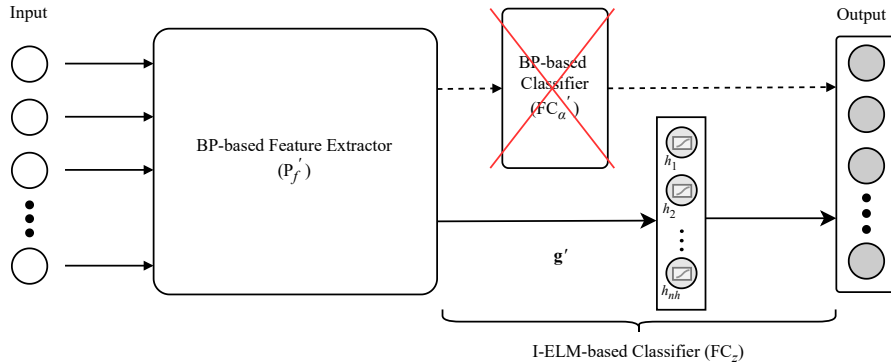 Input
Output
BP-based
Classifier
(FCα′)
BP-based Feature Extractor
(Pf′)
h1
h2
hnh
g′
I-ELM-based Classifier (FCz)